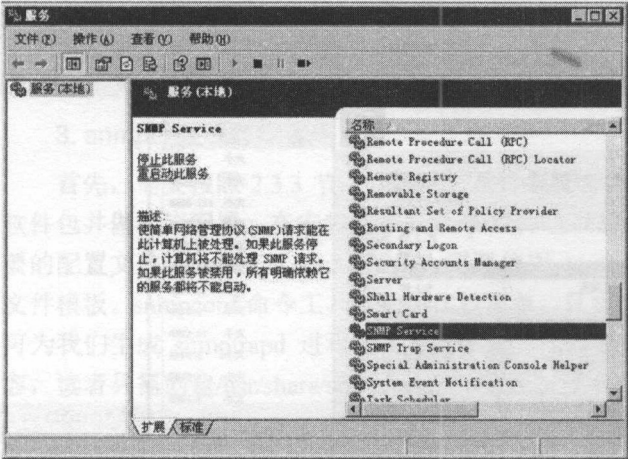 服务
文件(F) 操作(A) 查看(V) 帮助(H)
服务(本地)
服务(本地)
SNMP Service
停止此服务
重启动此服务
描述:
使简单网络管理协议(SNMP)请求能在
此计算机上被处理。如果此服务停
止,计算机将不能处理 SNMP 请求。
如果此服务被禁用,所有明确依赖它
的服务都将不能启动。
名称
Remote Procedure Call (RPC)
Remote Procedure Call (RPC) Locator
Remote Registry
Removable Storage
Resultant Set of Policy Provider
Routing and Remote Access
Secondary Logon
Security Accounts Manager
Server
Shell Hardware Detection
Smart Card
SNMP Service
SNMP Trap Service
Special Administration Console Helper
System Event Notification
Task Scheduler
扩展 标准